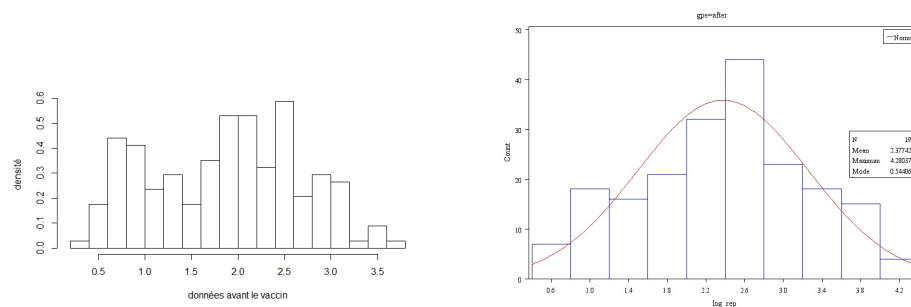 densité
0.0 0.1 0.2 0.3 0.4 0.5 0.6
0.5 1.0 1.5 2.0 2.5 3.0 3.5
données avant le vaccin
gps=after
Count
50
40
30
20
10
0
N 19
Mean 2.37742
Maximum 4.28037
Mode 0.54406
0.6 1.0 1.4 1.8 2.2 2.6 3.0 3.4 3.8 4.2
log_rep